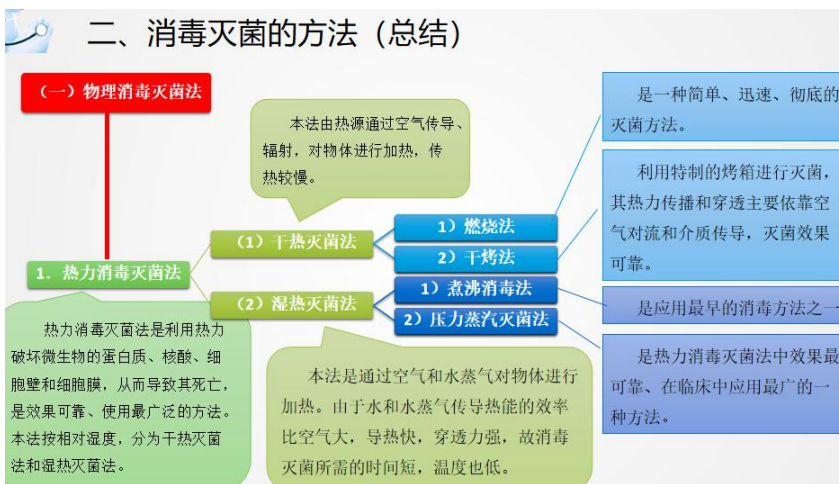 二、消毒灭菌的方法（总结）
（一）物理消毒灭菌法
本法由热源通过空气传导、
辐射，对物体进行加热，传
热较慢。
是一种简单、迅速、彻底的
灭菌方法。
利用特制的烤箱进行灭菌，
其热力传播和穿透主要依靠空
气对流和介质传导，灭菌效果
可靠。
1）燃烧法
（1）干热灭菌法
2）干烤法
1．热力消毒灭菌法
1）煮沸消毒法
（2）湿热灭菌法
2）压力蒸汽灭菌法
是应用最早的消毒方法之一
热力消毒灭菌法是利用热力
破坏微生物的蛋白质、核酸、细
胞壁和细胞膜，从而导致其死亡，
是效果可靠、使用最广泛的方法。
本法按相对湿度，分为干热灭菌
法和湿热灭菌法。
本法是通过空气和水蒸气对物体进行
加热。由于水和水蒸气传导热能的效率
比空气大，导热快，穿透力强，故消毒
灭菌所需的时间短，温度也低。
是热力消毒灭菌法中效果最
可靠、在临床中应用最广的一
种方法。